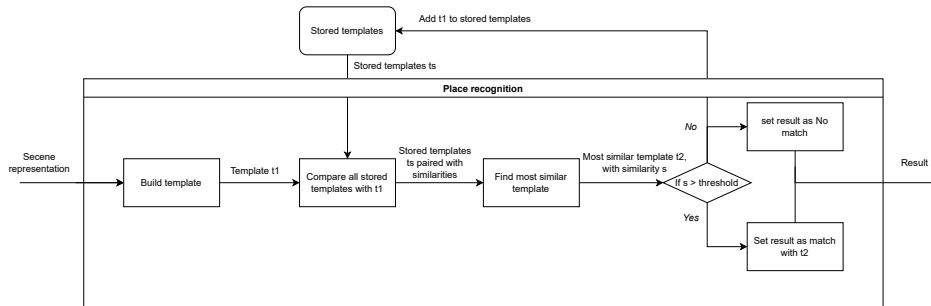 Add t1 to stored templates
Stored templates
Stored templates ts
Place recognition
Secene
representation
Build template
Template t1
Compare all stored
templates with t1
Stored templates
ts paired with
similarities
Find most similar
template
Most similar template t2,
with similarity s
If s > threshold
No
set result as No
match
Yes
Set result as match
with t2
Result